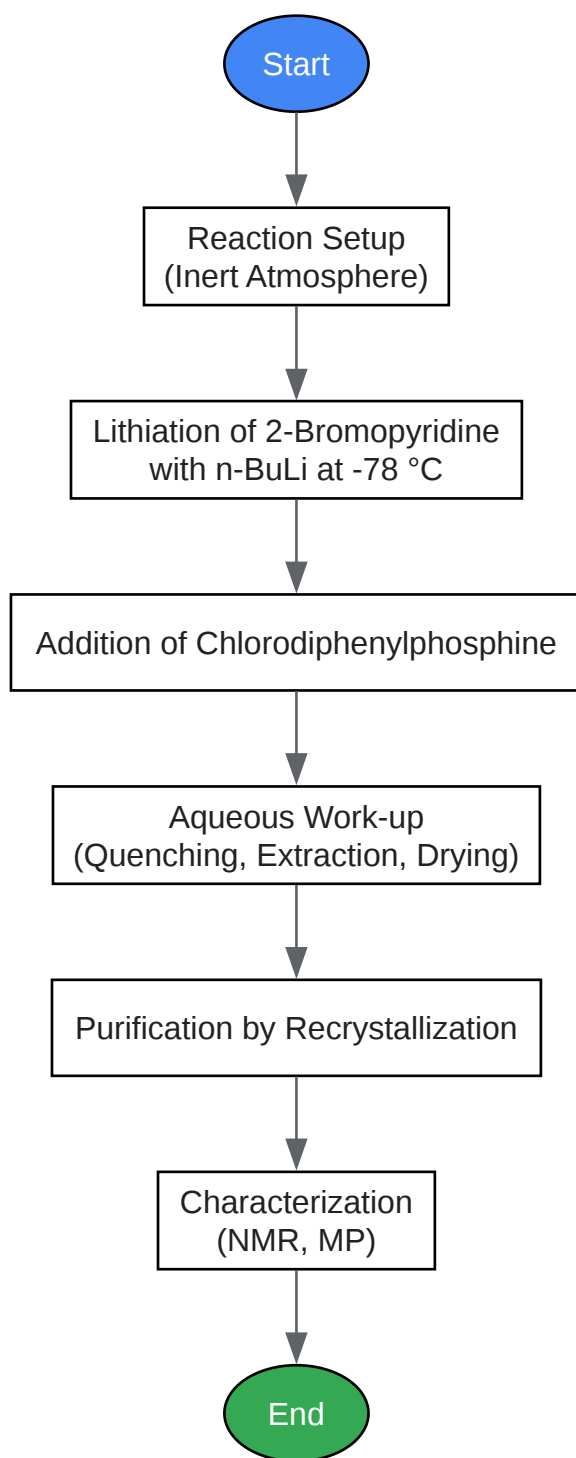 Start
Reaction Setup
(Inert Atmosphere)
Lithiation of 2-Bromopyridine
with n-BuLi at -78 °C
Addition of Chlorodiphenylphosphine
Aqueous Work-up
(Quenching, Extraction, Drying)
Purification by Recrystallization
Characterization
(NMR, MP)
End